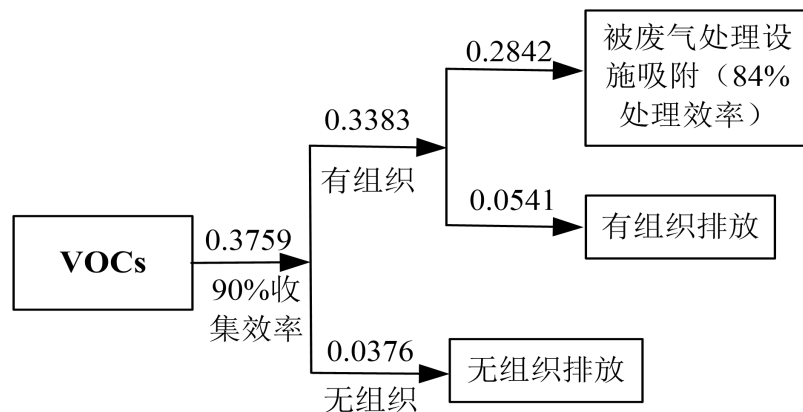 VOCs
0.3759
90%收
集效率
0.3383
有组织
0.0376
无组织
0.2842
被废气处理设
施吸附（84%
处理效率）
0.0541
有组织排放
无组织排放